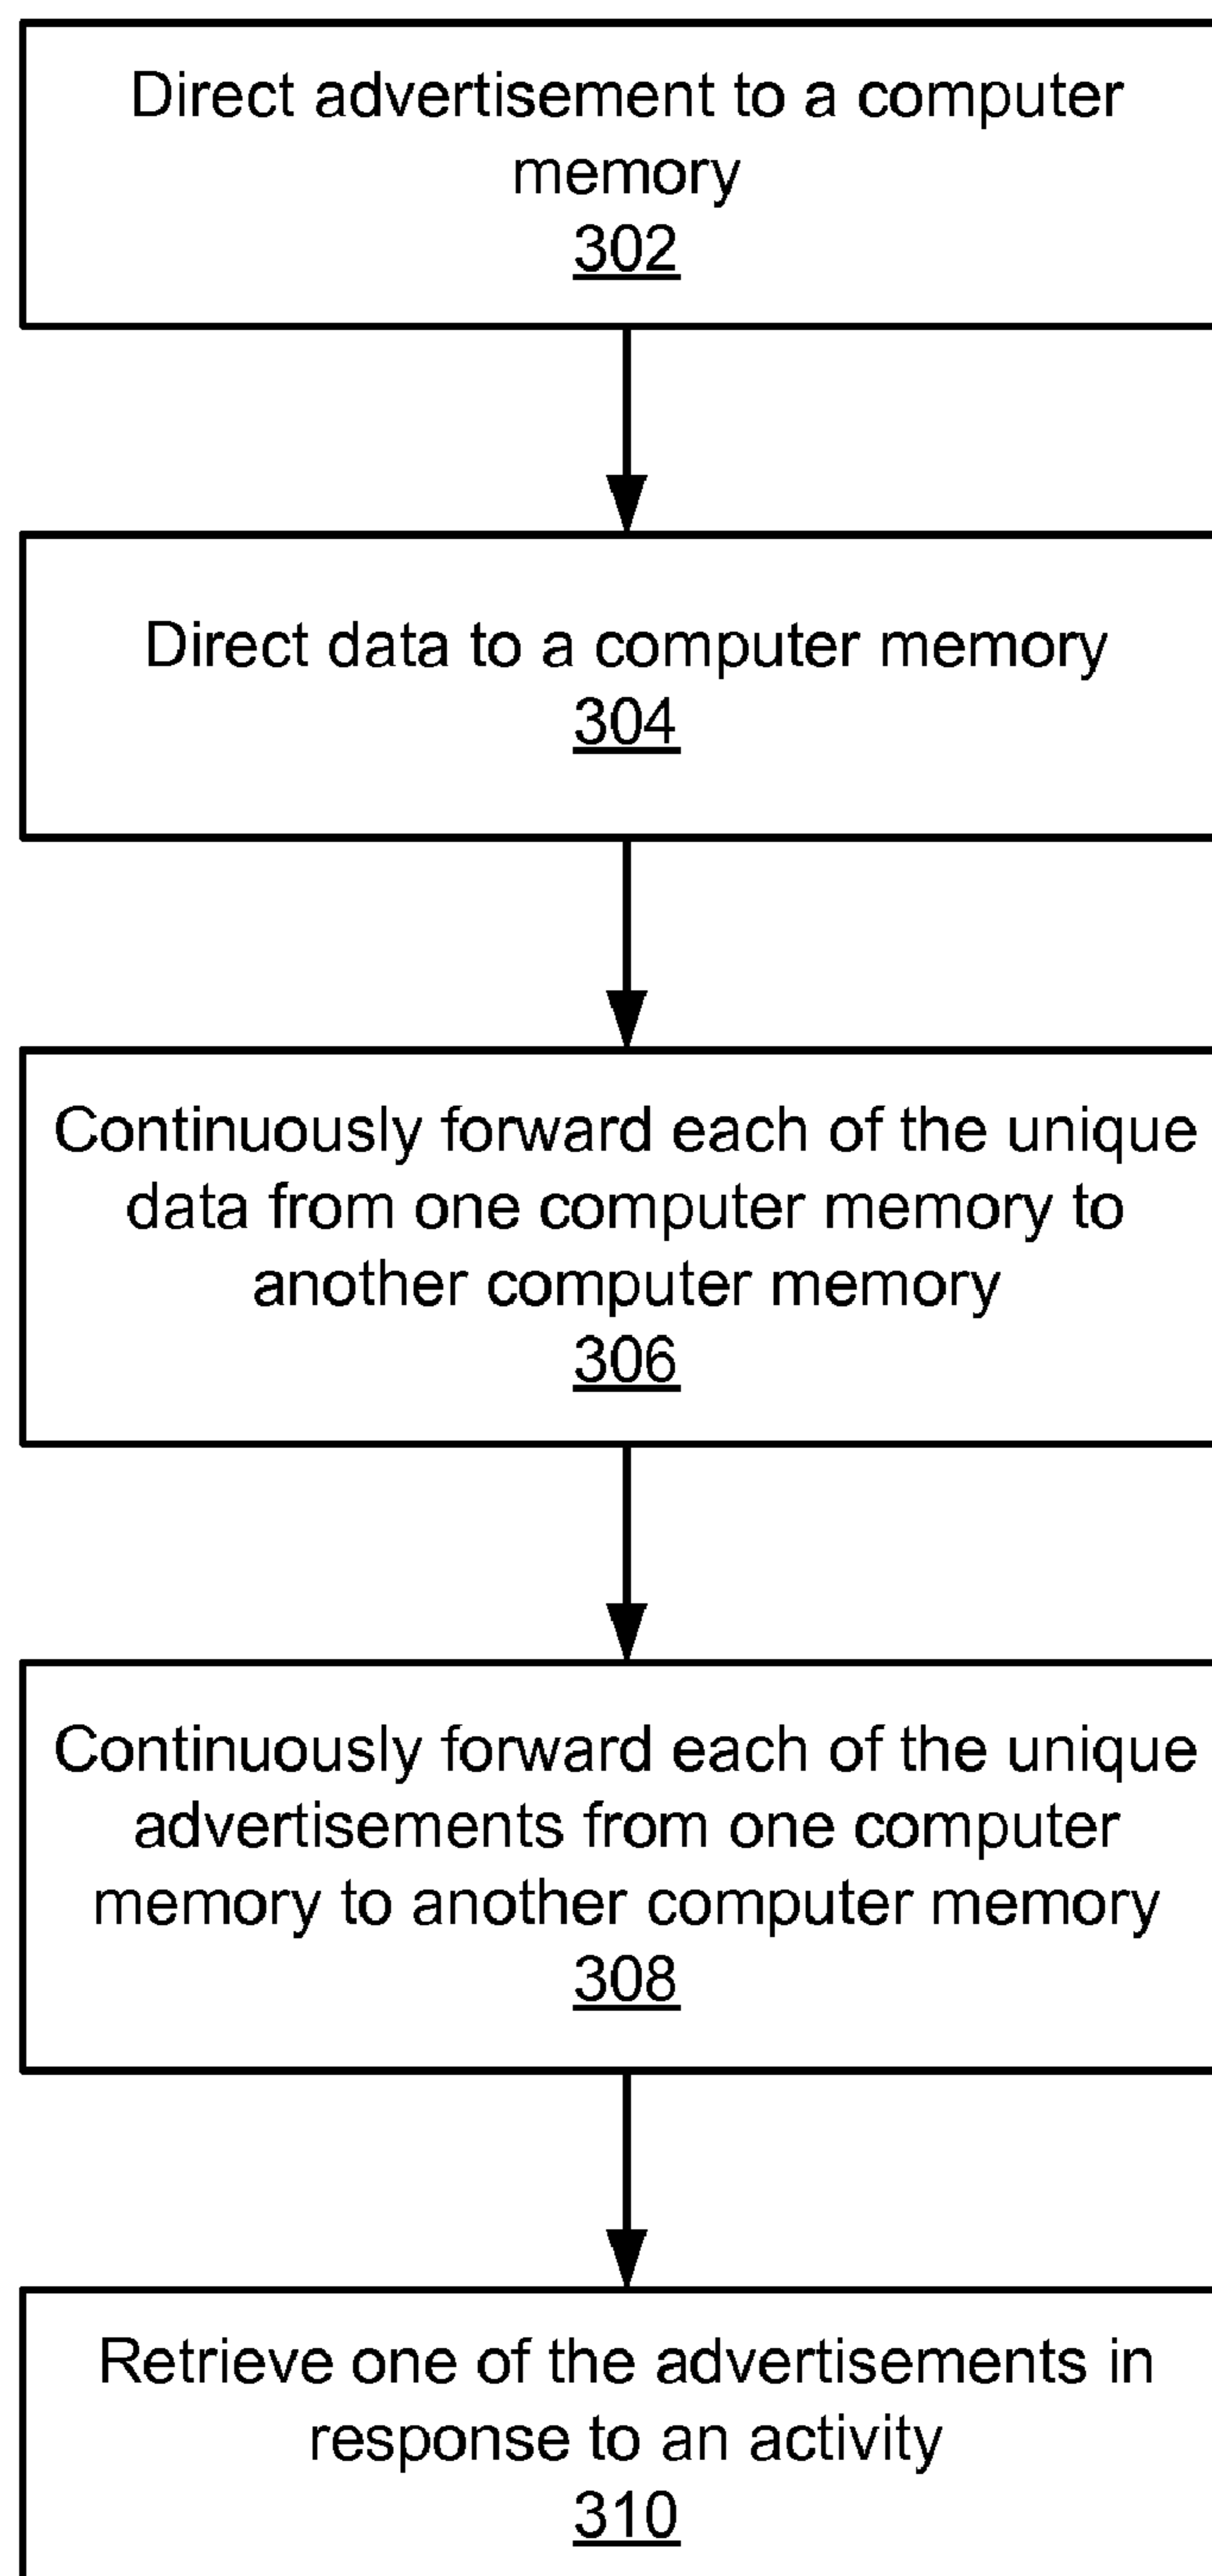 Direct advertisement to a computer
memory
302
Direct data to a computer memory
304
Continuously forward each of the unique
data from one computer memory to
another computer memory
306
Continuously forward each of the unique
advertisements from one computer
memory to another computer memory
308
Retrieve one of the advertisements in
response to an activity
310